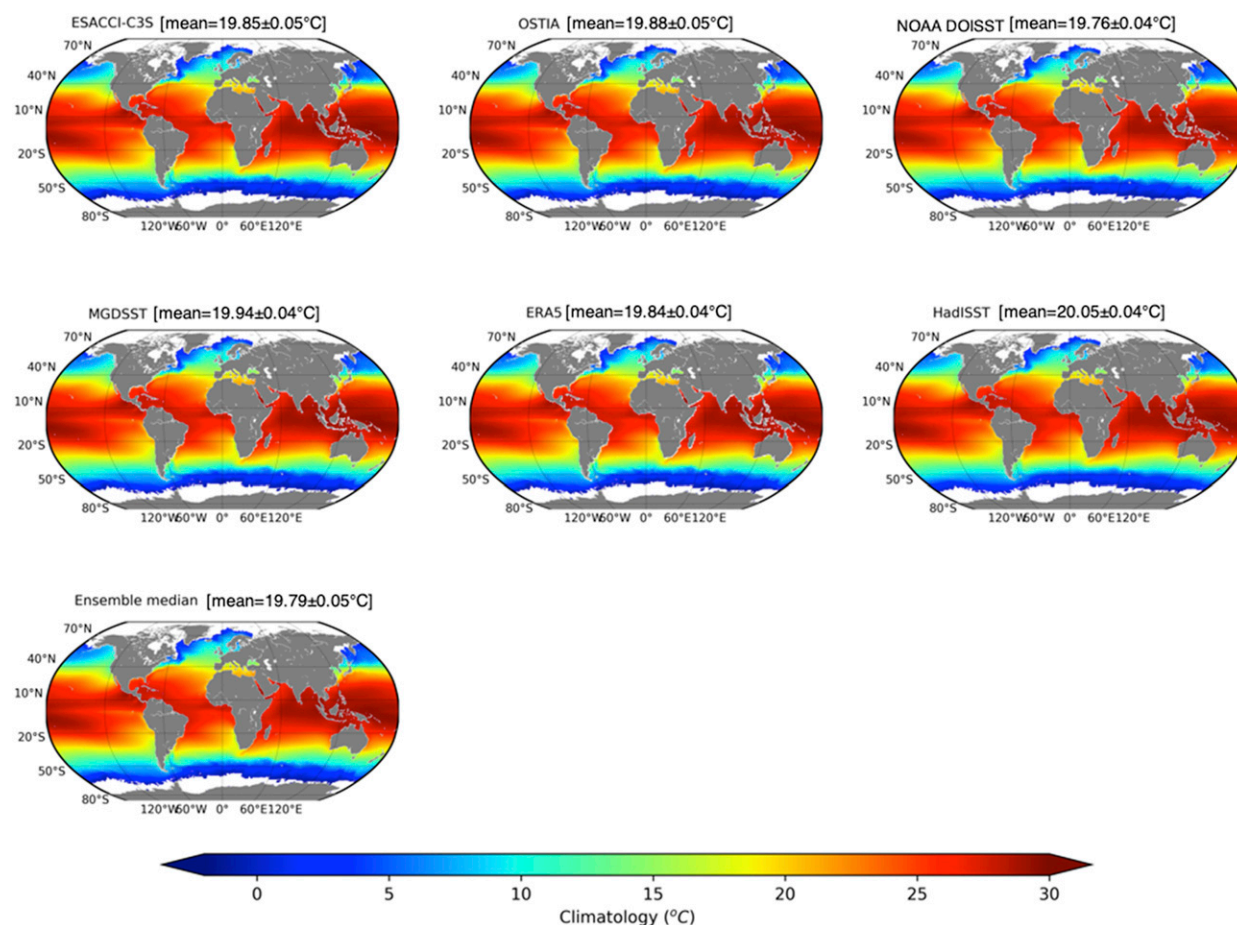 ESACCI-C3S [mean=19.85±0.05°C]
70°N
40°N
10°N
20°S
50°S
80°S
120°W60°W 0° 60°E120°E
OSTIA [mean=19.88±0.05°C]
70°N
40°N
10°N
20°S
50°S
80°S
120°W60°W 0° 60°E120°E
NOAA DOISST [mean=19.76±0.04°C]
70°N
40°N
10°N
20°S
50°S
80°S
120°W60°W 0° 60°E120°E
MGDSST [mean=19.94±0.04°C]
70°N
40°N
10°N
20°S
50°S
80°S
120°W60°W 0° 60°E120°E
ERA5 [mean=19.84±0.04°C]
70°N
40°N
10°N
20°S
50°S
80°S
120°W60°W 0° 60°E120°E
HadISST [mean=20.05±0.04°C]
70°N
40°N
10°N
20°S
50°S
80°S
120°W60°W 0° 60°E120°E
Ensemble median [mean=19.79±0.05°C]
70°N
40°N
10°N
20°S
50°S
80°S
120°W60°W 0° 60°E120°E
0 5 10 15 20 25 30
Climatology (°C)